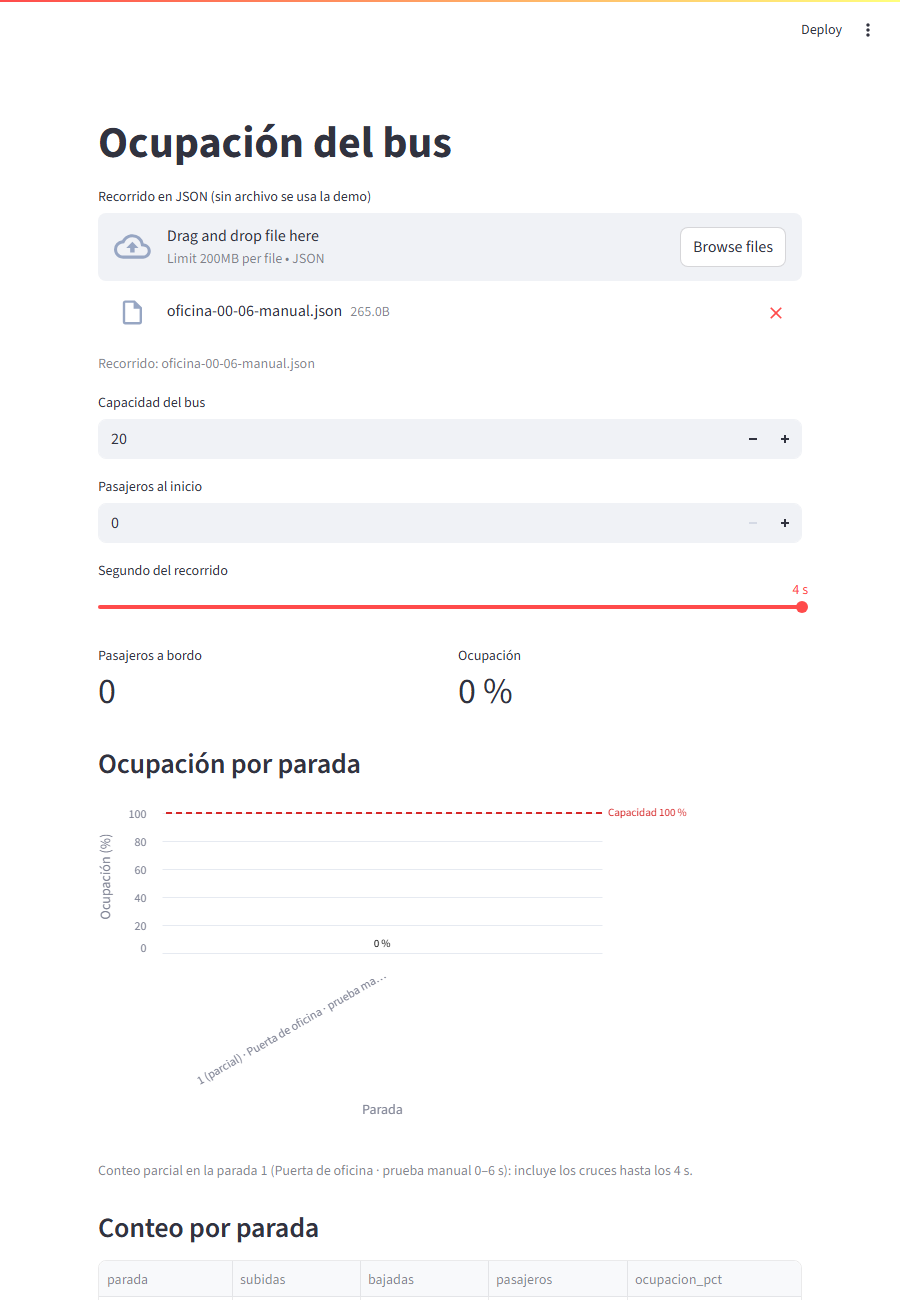 Deploy
Ocupación del bus
Recorrido en JSON (sin archivo se usa la demo)
Drag and drop file here
Limit 200MB per file • JSON
Browse files
oficina-00-06-manual.json 265.0B
Recorrido: oficina-00-06-manual.json
Capacidad del bus
20
Pasajeros al inicio
0
Segundo del recorrido
4 s
Pasajeros a bordo
Ocupación
0
0 %
Ocupación por parada
100
Capacidad 100 %
80
60
40
20
0
Ocupación (%)
0 %
1 (parcial) · Puerta de oficina · prueba ma…
Parada
Conteo parcial en la parada 1 (Puerta de oficina · prueba manual 0–6 s): incluye los cruces hasta los 4 s.
Conteo por parada
parada subidas bajadas pasajeros ocupacion_pct